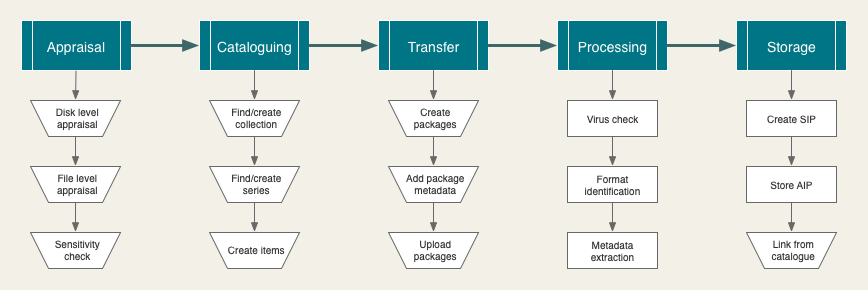 Appraisal
Cataloguing
Transfer
Processing
Storage
Disk level
appraisal
Find/create
collection
Create
packages
Virus check
Create SIP
File level
appraisal
Find/create
series
Add package
metadata
Format
identification
Store AIP
Sensitivity
check
Create items
Upload
packages
Metadata
extraction
Link from
catalogue